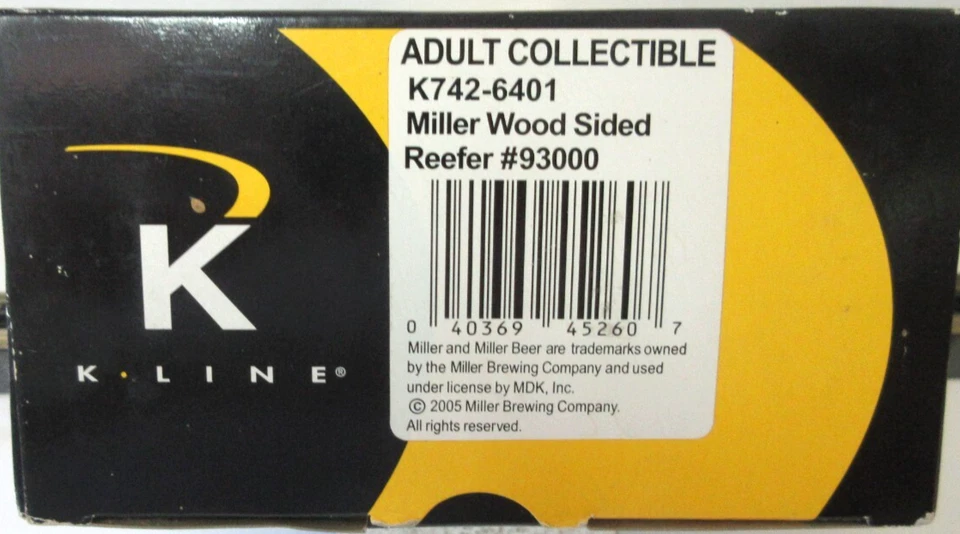 K
K·LINE®
ADULT COLLECTIBLE
K742-6401
Miller Wood Sided
Reefer #93000
0 40369 45260 7
Miller and Miller Beer are trademarks owned
by the Miller Brewing Company and used
under license by MDK, Inc.
© 2005 Miller Brewing Company.
All rights reserved.